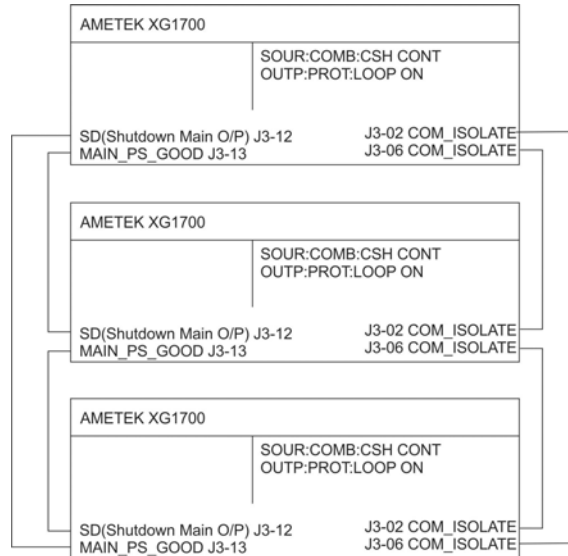 AMETEK XG1700
SOUR:COMB:CSH CONT
OUTP:PROT:LOOP ON
SD(Shutdown Main O/P) J3-12
J3-02 COM_ISOLATE
MAIN_PS_GOOD J3-13
J3-06 COM_ISOLATE
AMETEK XG1700
SOUR:COMB:CSH CONT
OUTP:PROT:LOOP ON
SD(Shutdown Main O/P) J3-12
J3-02 COM_ISOLATE
MAIN_PS_GOOD J3-13
J3-06 COM_ISOLATE
AMETEK XG1700
SOUR:COMB:CSH CONT
OUTP:PROT:LOOP ON
SD(Shutdown Main O/P) J3-12
J3-02 COM_ISOLATE
MAIN_PS_GOOD J3-13
J3-06 COM_ISOLATE